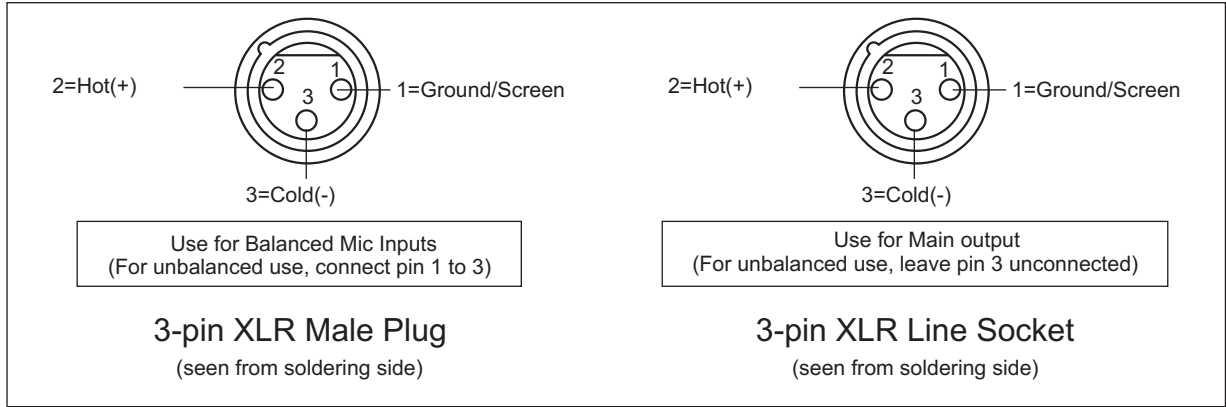 2
1
3
2=Hot(+)
1=Ground/Screen
3=Cold(-)
Use for Balanced Mic Inputs
(For unbalanced use, connect pin 1 to 3)
3-pin XLR Male Plug
(seen from soldering side)
2
1
3
2=Hot(+)
1=Ground/Screen
3=Cold(-)
Use for Main output
(For unbalanced use, leave pin 3 unconnected)
3-pin XLR Line Socket
(seen from soldering side)